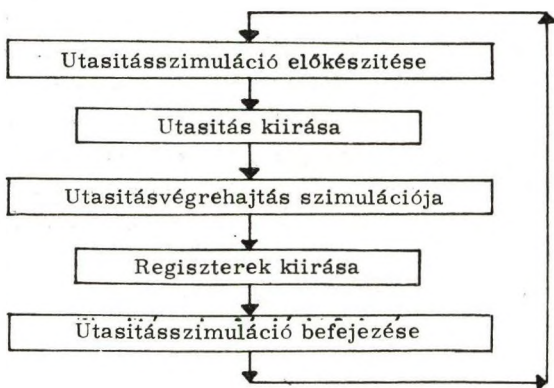 Utasitásszimuláció előkészitése
Utasitás kiirása
Utasitásvégrehajtás szimulációja
Regiszterek kiirása
Utasitásszimuláció befejezése